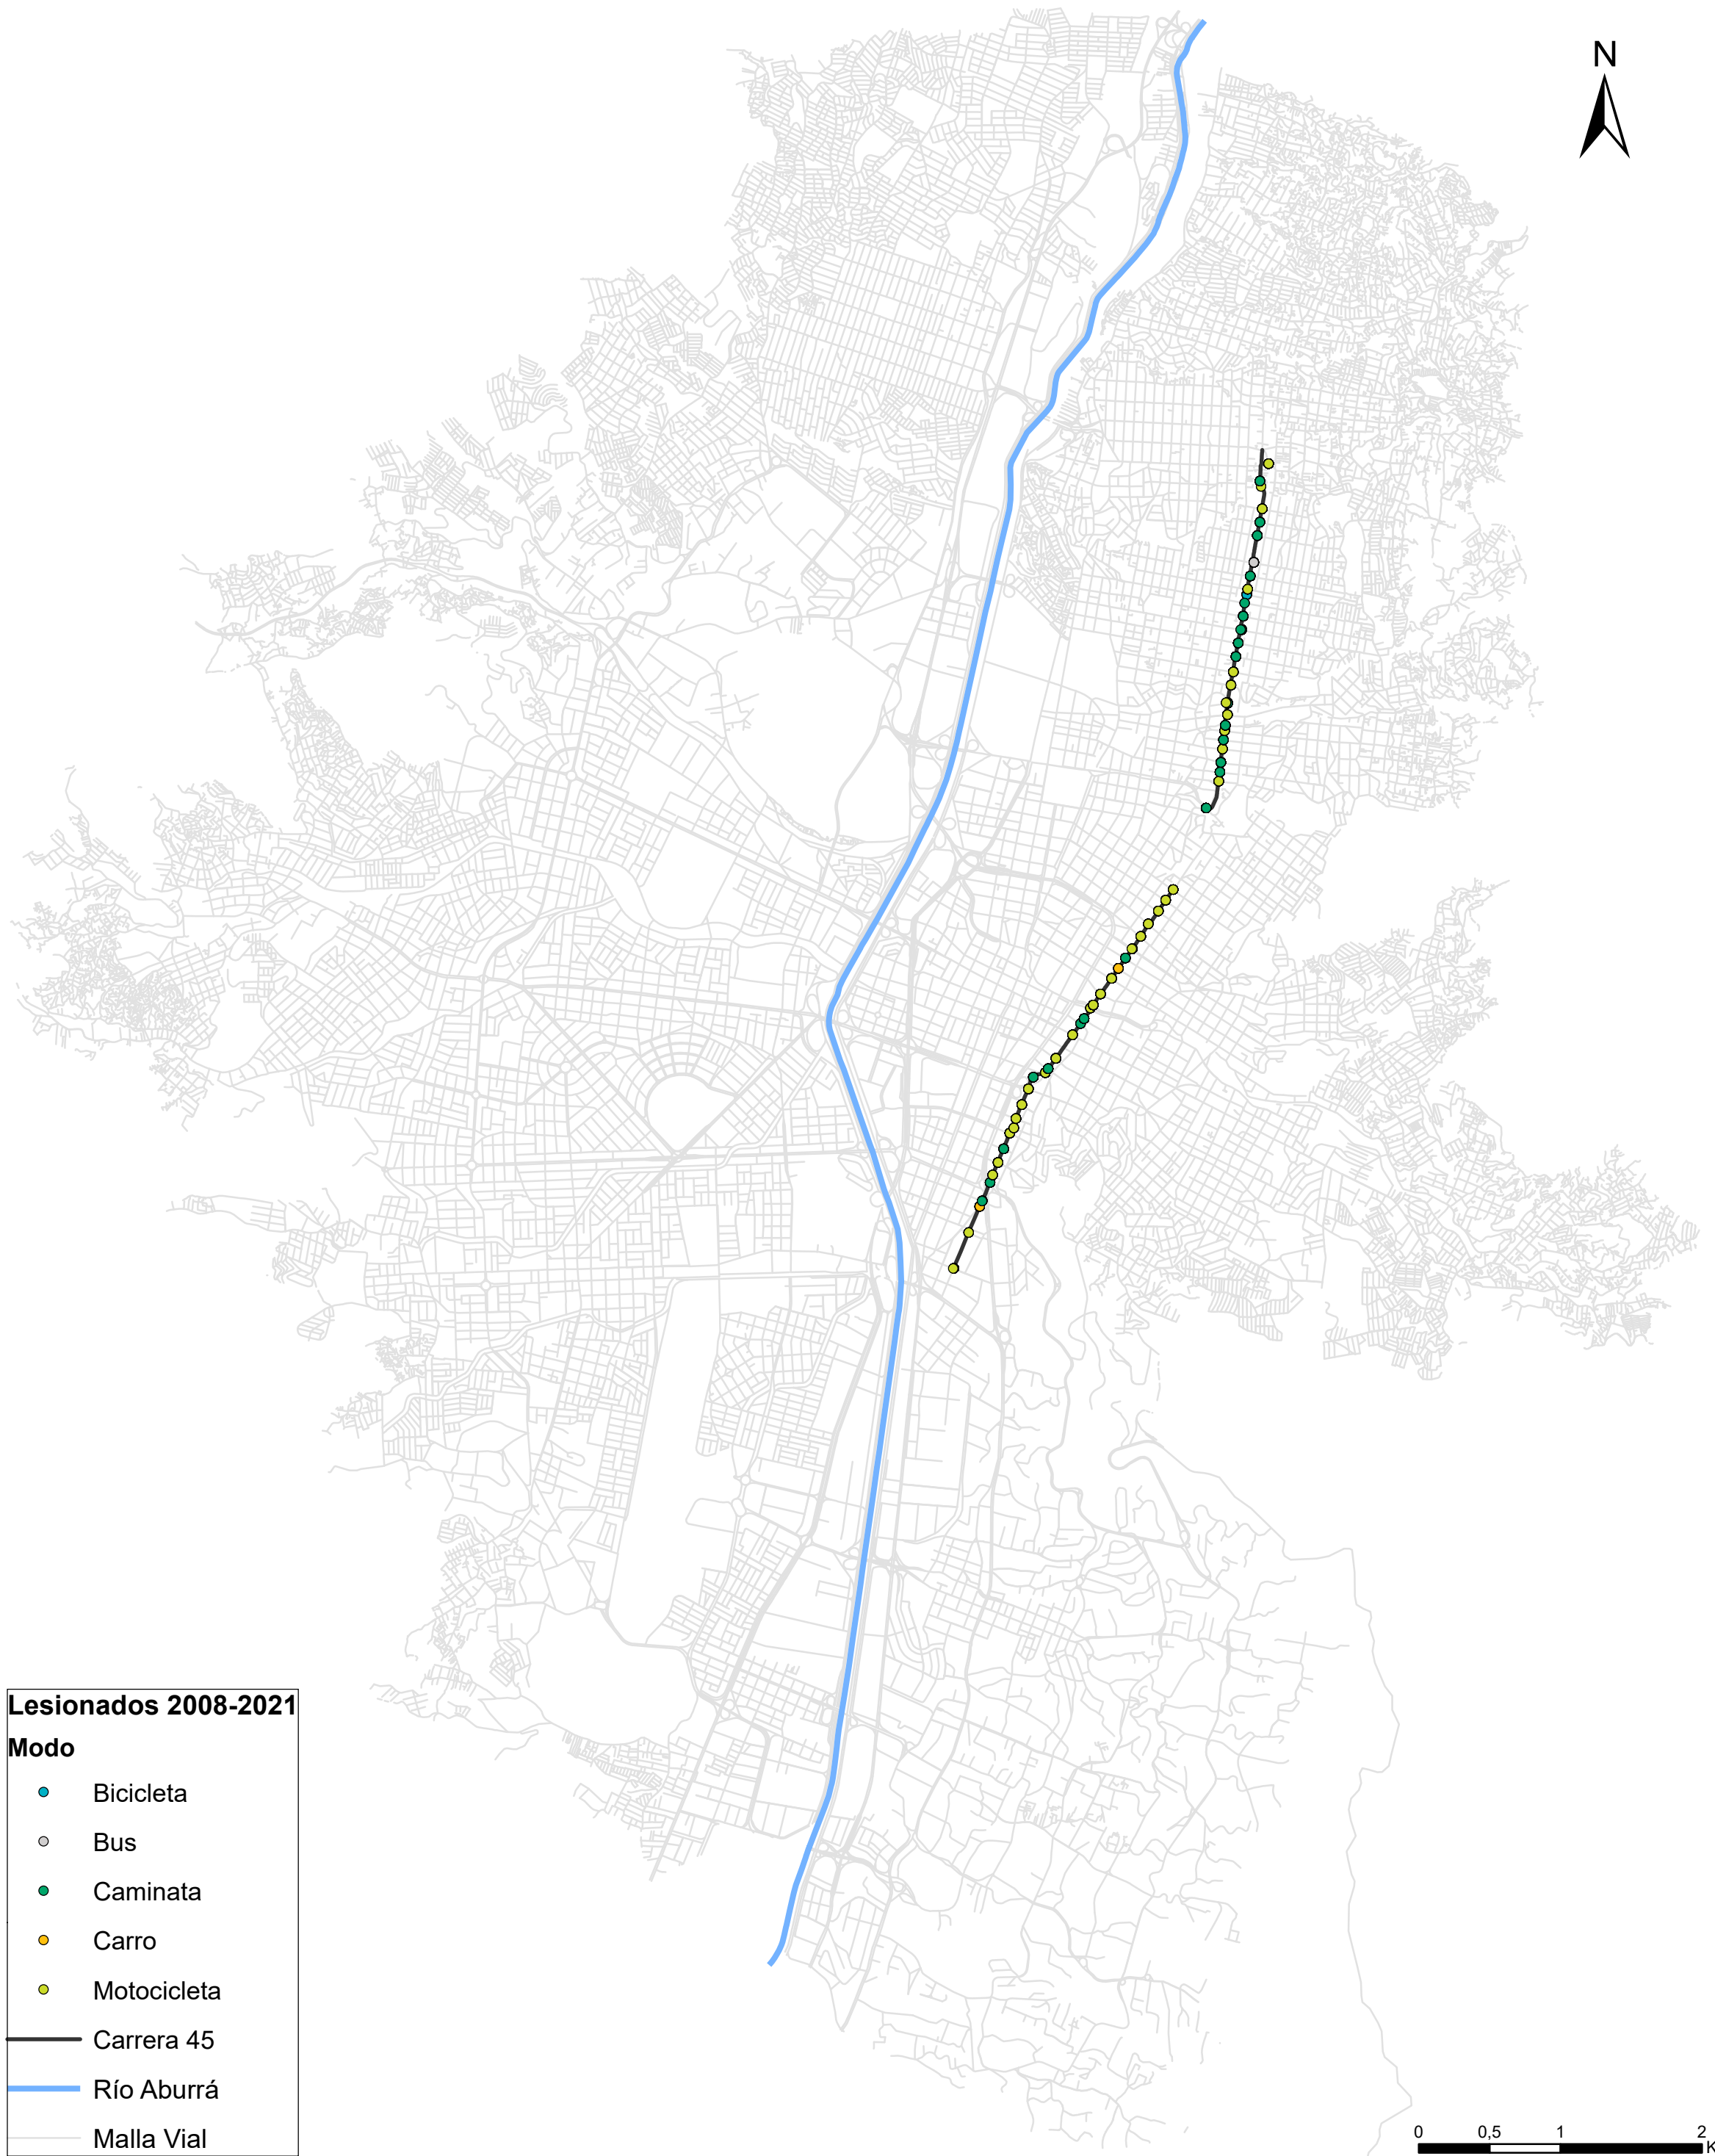 N
Lesionados 2008-2021
Modo
Bicicleta
Bus
Caminata
Carro
Motocicleta
Carrera 45
Río Aburrá
Malla Vial
0 0,5 1 2
K